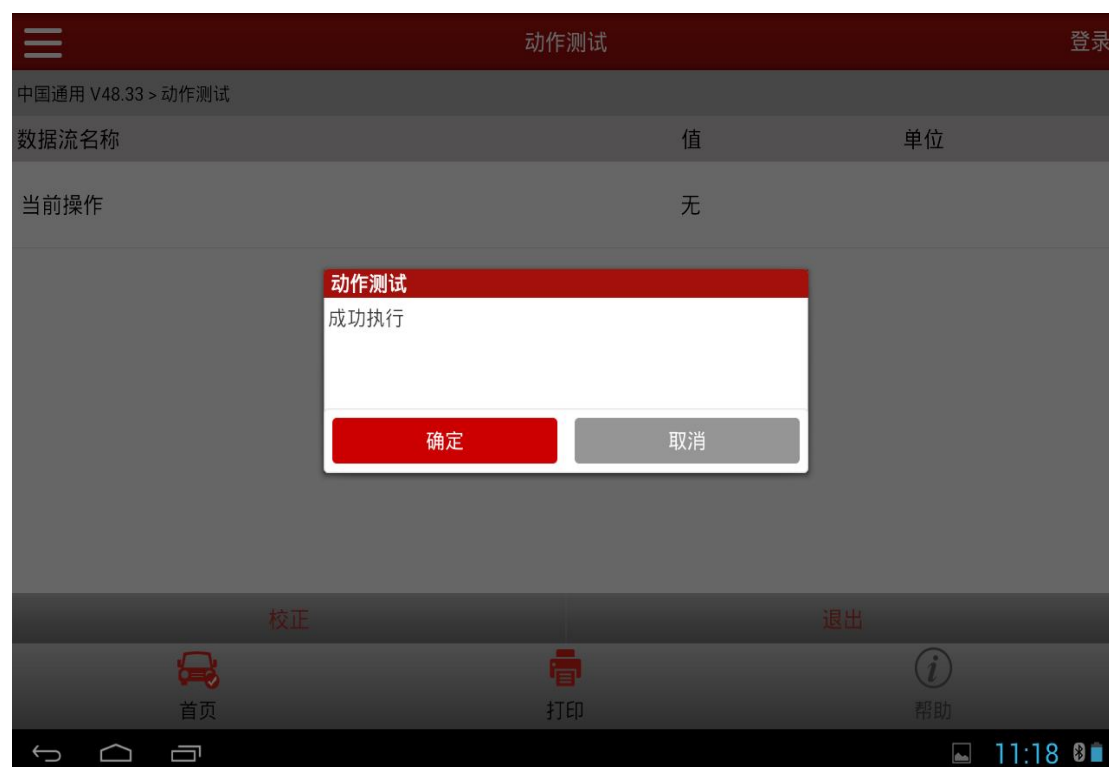 动作测试 登录
中国通用 V48.33 > 动作测试
数据流名称 值 单位
当前操作 无
动作测试
成功执行
确定 取消
校正 退出
首页 打印 帮助
11:18